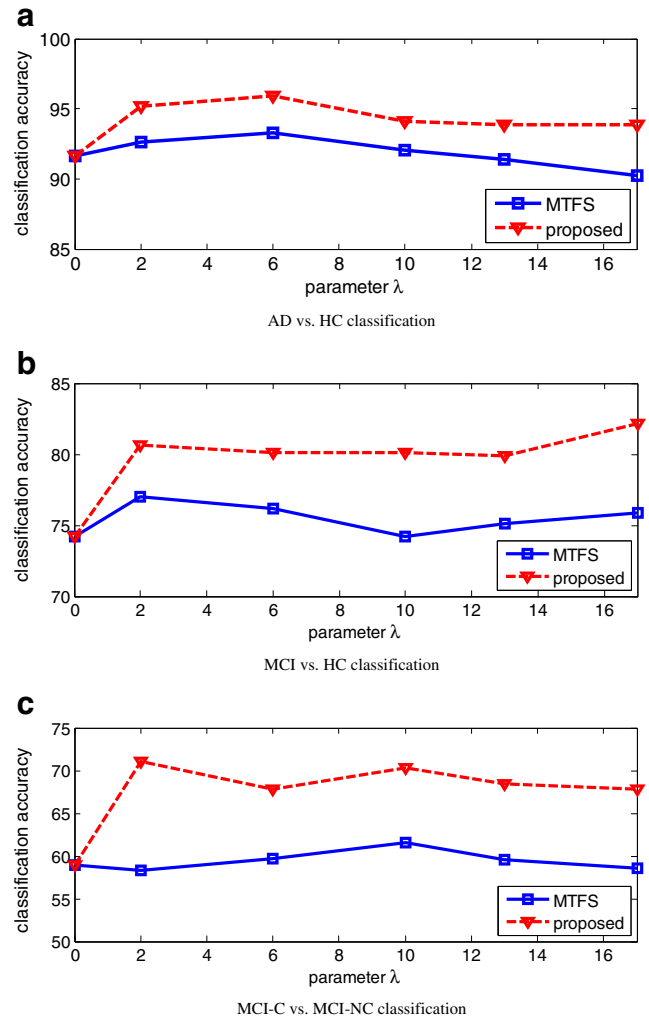 a
100
95
90
85
classification accuracy
MTFS
proposed
0 2 4 6 8 10 12 14 16
parameter λ
AD vs. HC classification
b
85
80
75
70
classification accuracy
MTFS
proposed
0 2 4 6 8 10 12 14 16
parameter λ
MCI vs. HC classification
c
75
70
65
60
55
50
classification accuracy
MTFS
proposed
0 2 4 6 8 10 12 14 16
parameter λ
MCI-C vs. MCI-NC classification